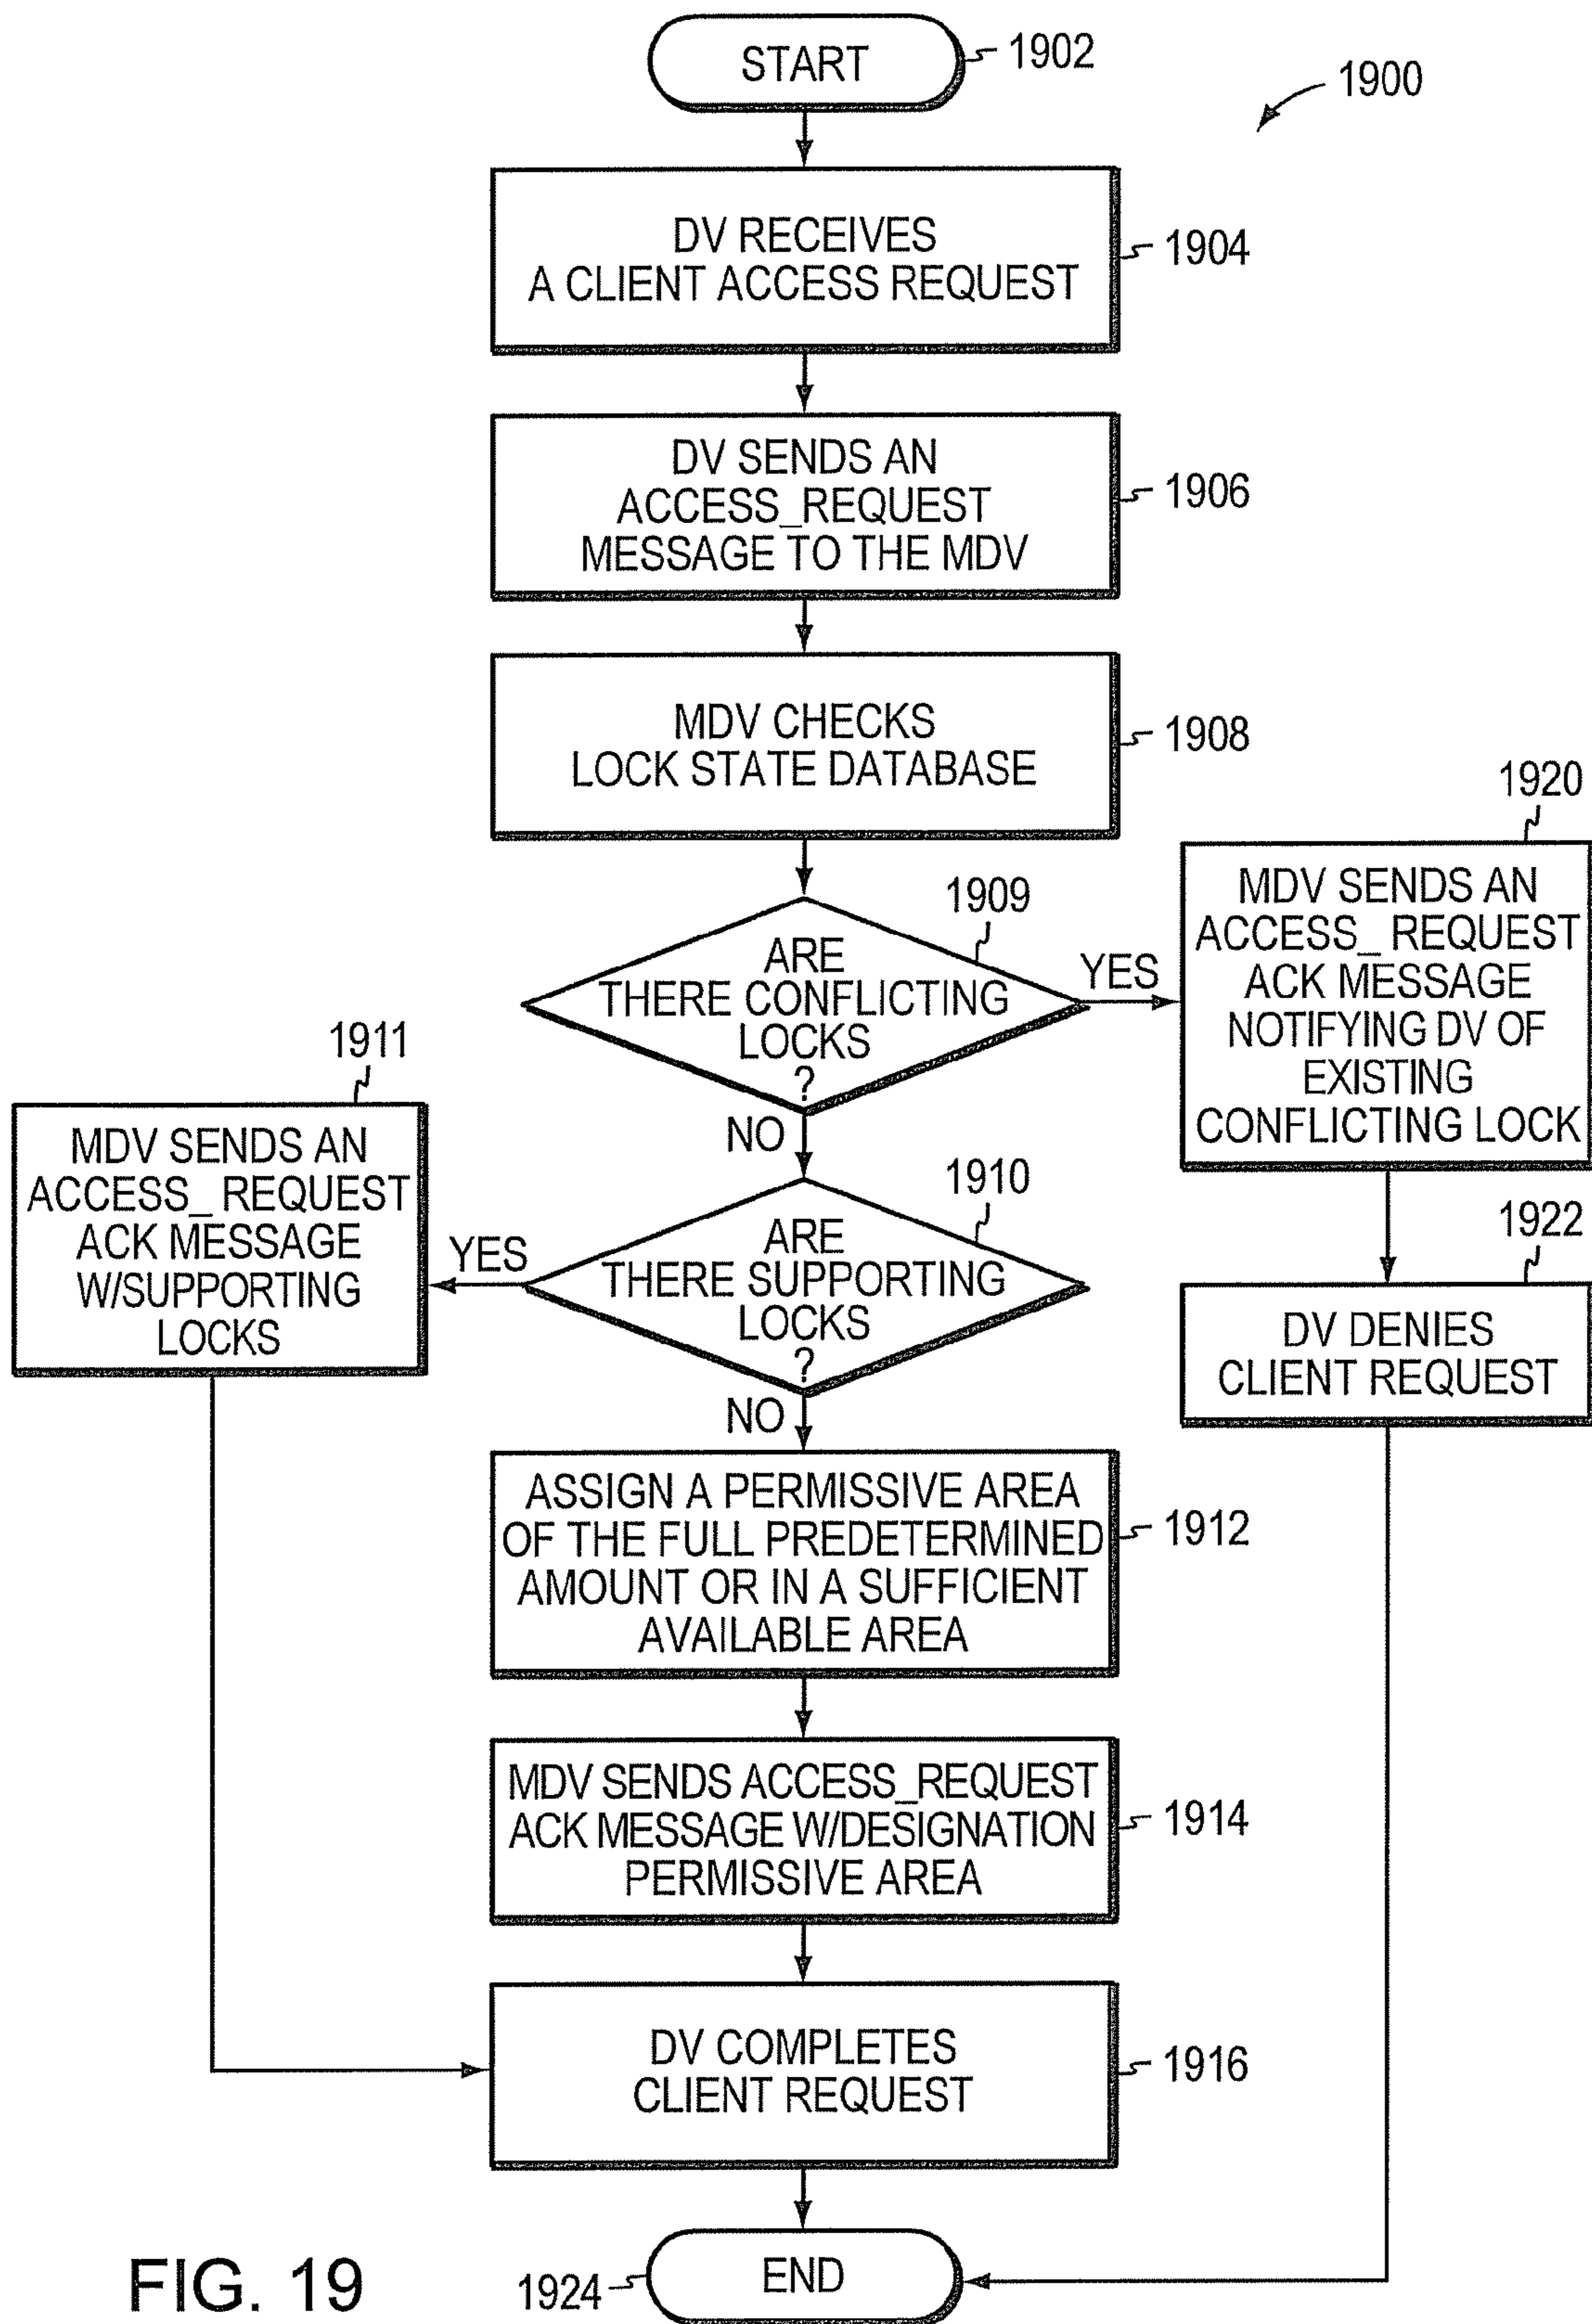 START
1902
1900
DV RECEIVES
A CLIENT ACCESS REQUEST
1904
DV SENDS AN
ACCESS_REQUEST
MESSAGE TO THE MDV
1906
MDV CHECKS
LOCK STATE DATABASE
1908
1909
ARE
THERE CONFLICTING
LOCKS
?
YES
NO
1920
MDV SENDS AN
ACCESS_ REQUEST
ACK MESSAGE
NOTIFYING DV OF
EXISTING
CONFLICTING LOCK
1922
DV DENIES
CLIENT REQUEST
1910
ARE
THERE SUPPORTING
LOCKS
?
YES
NO
1911
MDV SENDS AN
ACCESS_ REQUEST
ACK MESSAGE
W/SUPPORTING
LOCKS
ASSIGN A PERMISSIVE AREA
OF THE FULL PREDETERMINED
AMOUNT OR IN A SUFFICIENT
AVAILABLE AREA
1912
MDV SENDS ACCESS_REQUEST
ACK MESSAGE W/DESIGNATION
PERMISSIVE AREA
1914
DV COMPLETES
CLIENT REQUEST
1916
END
1924
FIG. 19